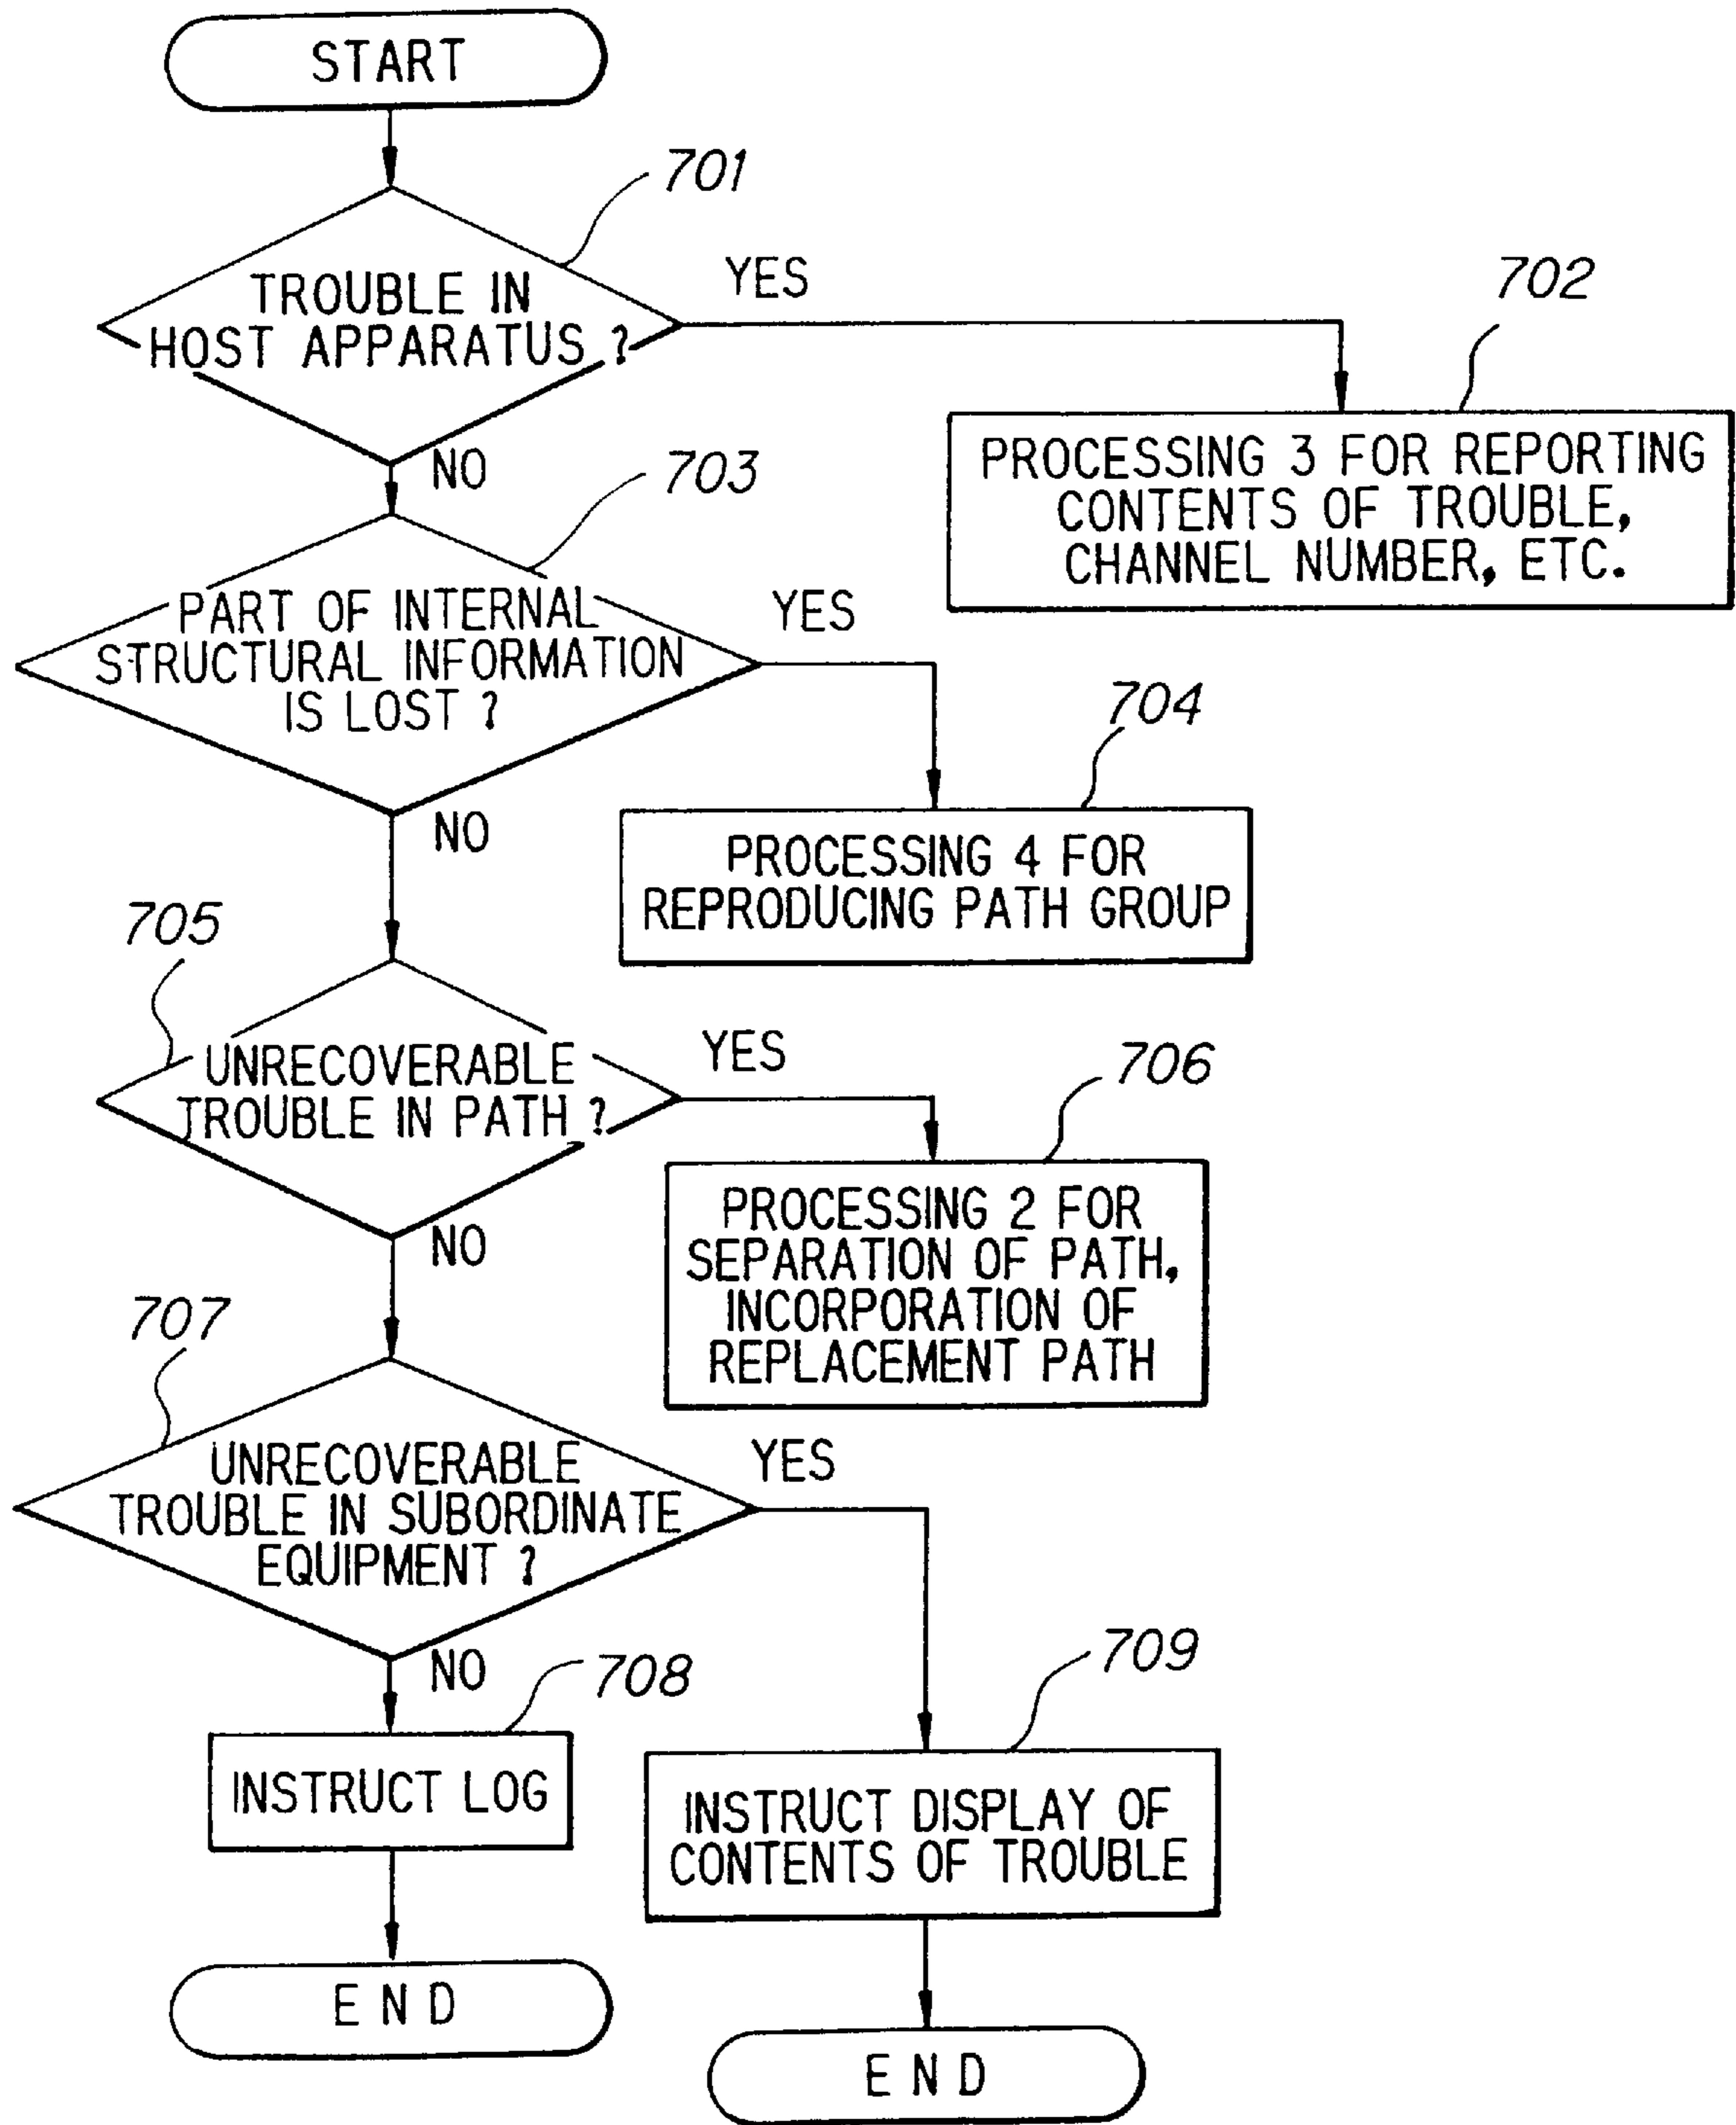 START
701
TROUBLE IN
HOST APPARATUS ?
YES
702
PROCESSING 3 FOR REPORTING
CONTENTS OF TROUBLE,
CHANNEL NUMBER, ETC.
NO
703
PART OF INTERNAL
STRUCTURAL INFORMATION
IS LOST ?
YES
704
PROCESSING 4 FOR
REPRODUCING PATH GROUP
NO
705
UNRECOVERABLE
TROUBLE IN PATH ?
YES
706
PROCESSING 2 FOR
SEPARATION OF PATH,
INCORPORATION OF
REPLACEMENT PATH
NO
707
UNRECOVERABLE
TROUBLE IN SUBORDINATE
EQUIPMENT ?
YES
NO
708
INSTRUCT LOG
709
INSTRUCT DISPLAY OF
CONTENTS OF TROUBLE
END
END